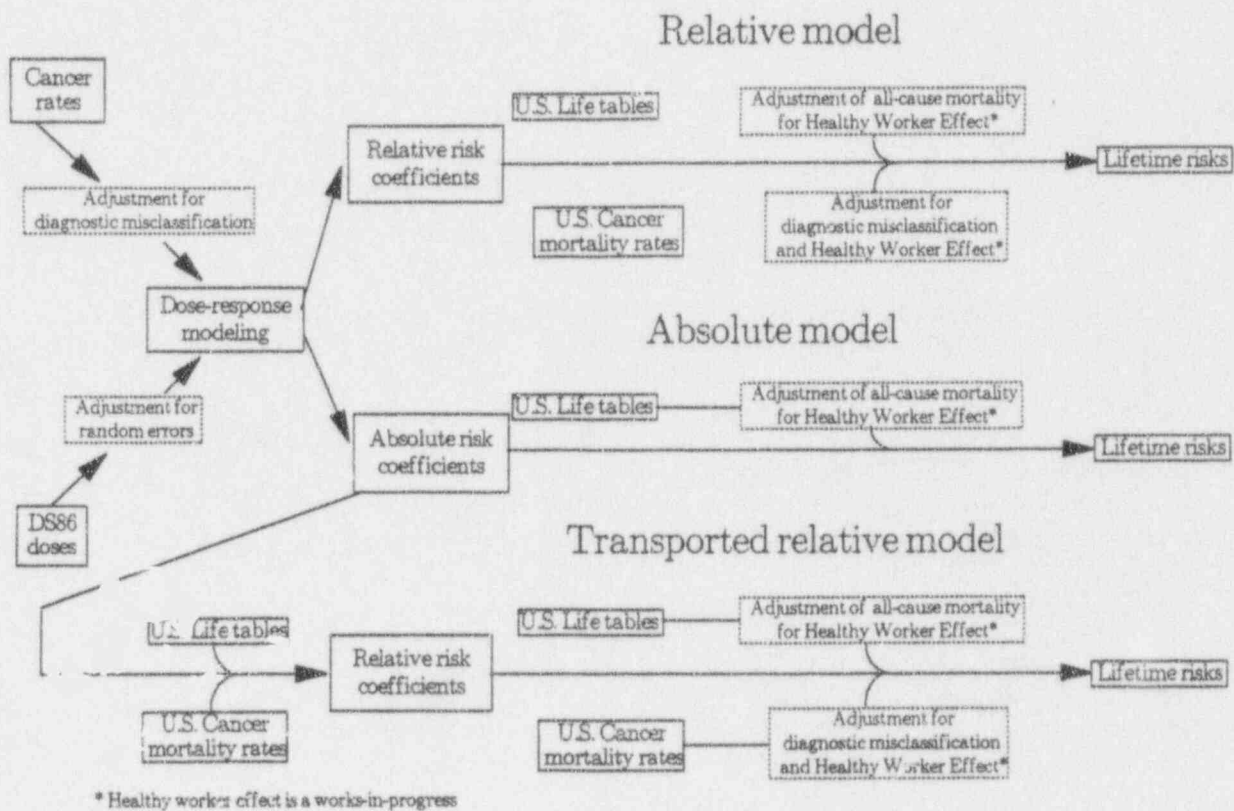 Relative model
Cancer
rates
Adjustment for
diagnostic misclassification
Dose-response
modeling
Adjustment for
random errors
DS86
doses
Relative risk
coefficients
U.S. Life tables
U.S. Cancer
mortality rates
Adjustment of all-cause mortality
for Healthy Worker Effect*
Adjustment for
diagnostic misclassification
and Healthy Worker Effect*
Lifetime risks
Absolute model
Absolute risk
coefficients
U.S. Life tables
Adjustment of all-cause mortality
for Healthy Worker Effect*
Lifetime risks
Transported relative model
U.S. Life tables
U.S. Cancer
mortality rates
Relative risk
coefficients
U.S. Life tables
U.S. Cancer
mortality rates
Adjustment of all-cause mortality
for Healthy Worker Effect*
Adjustment for
diagnostic misclassification
and Healthy Worker Effect*
Lifetime risks
* Healthy worker effect is a works-in-progress